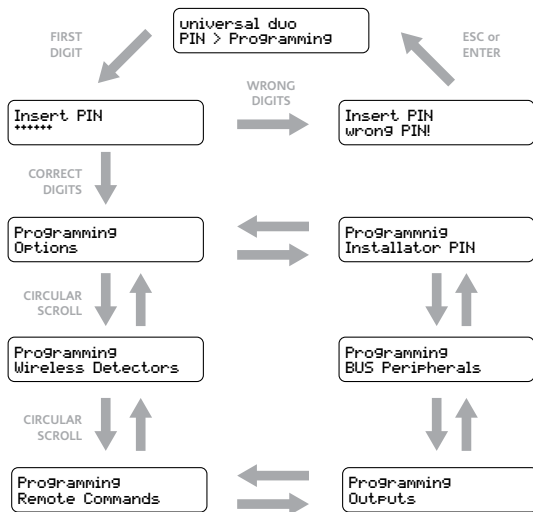 universal duo
PIN > Programming
FIRST
DIGIT
ESC or
ENTER
WRONG
DIGITS
Insert PIN
++++++
Insert PIN
wrong PIN!
CORRECT
DIGITS
Programming
Options
Programmnig
Installator PIN
CIRCULAR
SCROLL
Programming
Wireless Detectors
Programming
BUS Peripherals
CIRCULAR
SCROLL
Programming
Remote Commands
Programming
Outputs